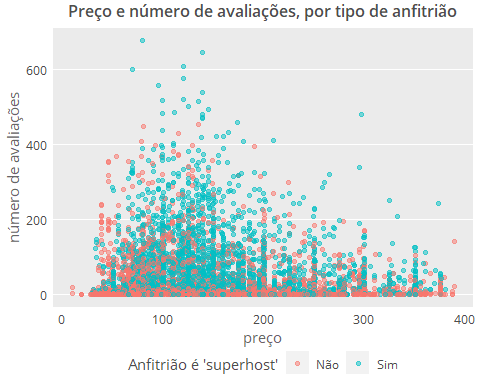 Preço e número de avaliações, por tipo de anfitrião
número de avaliações
600
400
200
0
0
100
200
300
400
preço
Anfitrião é 'superhost'
Não
Sim